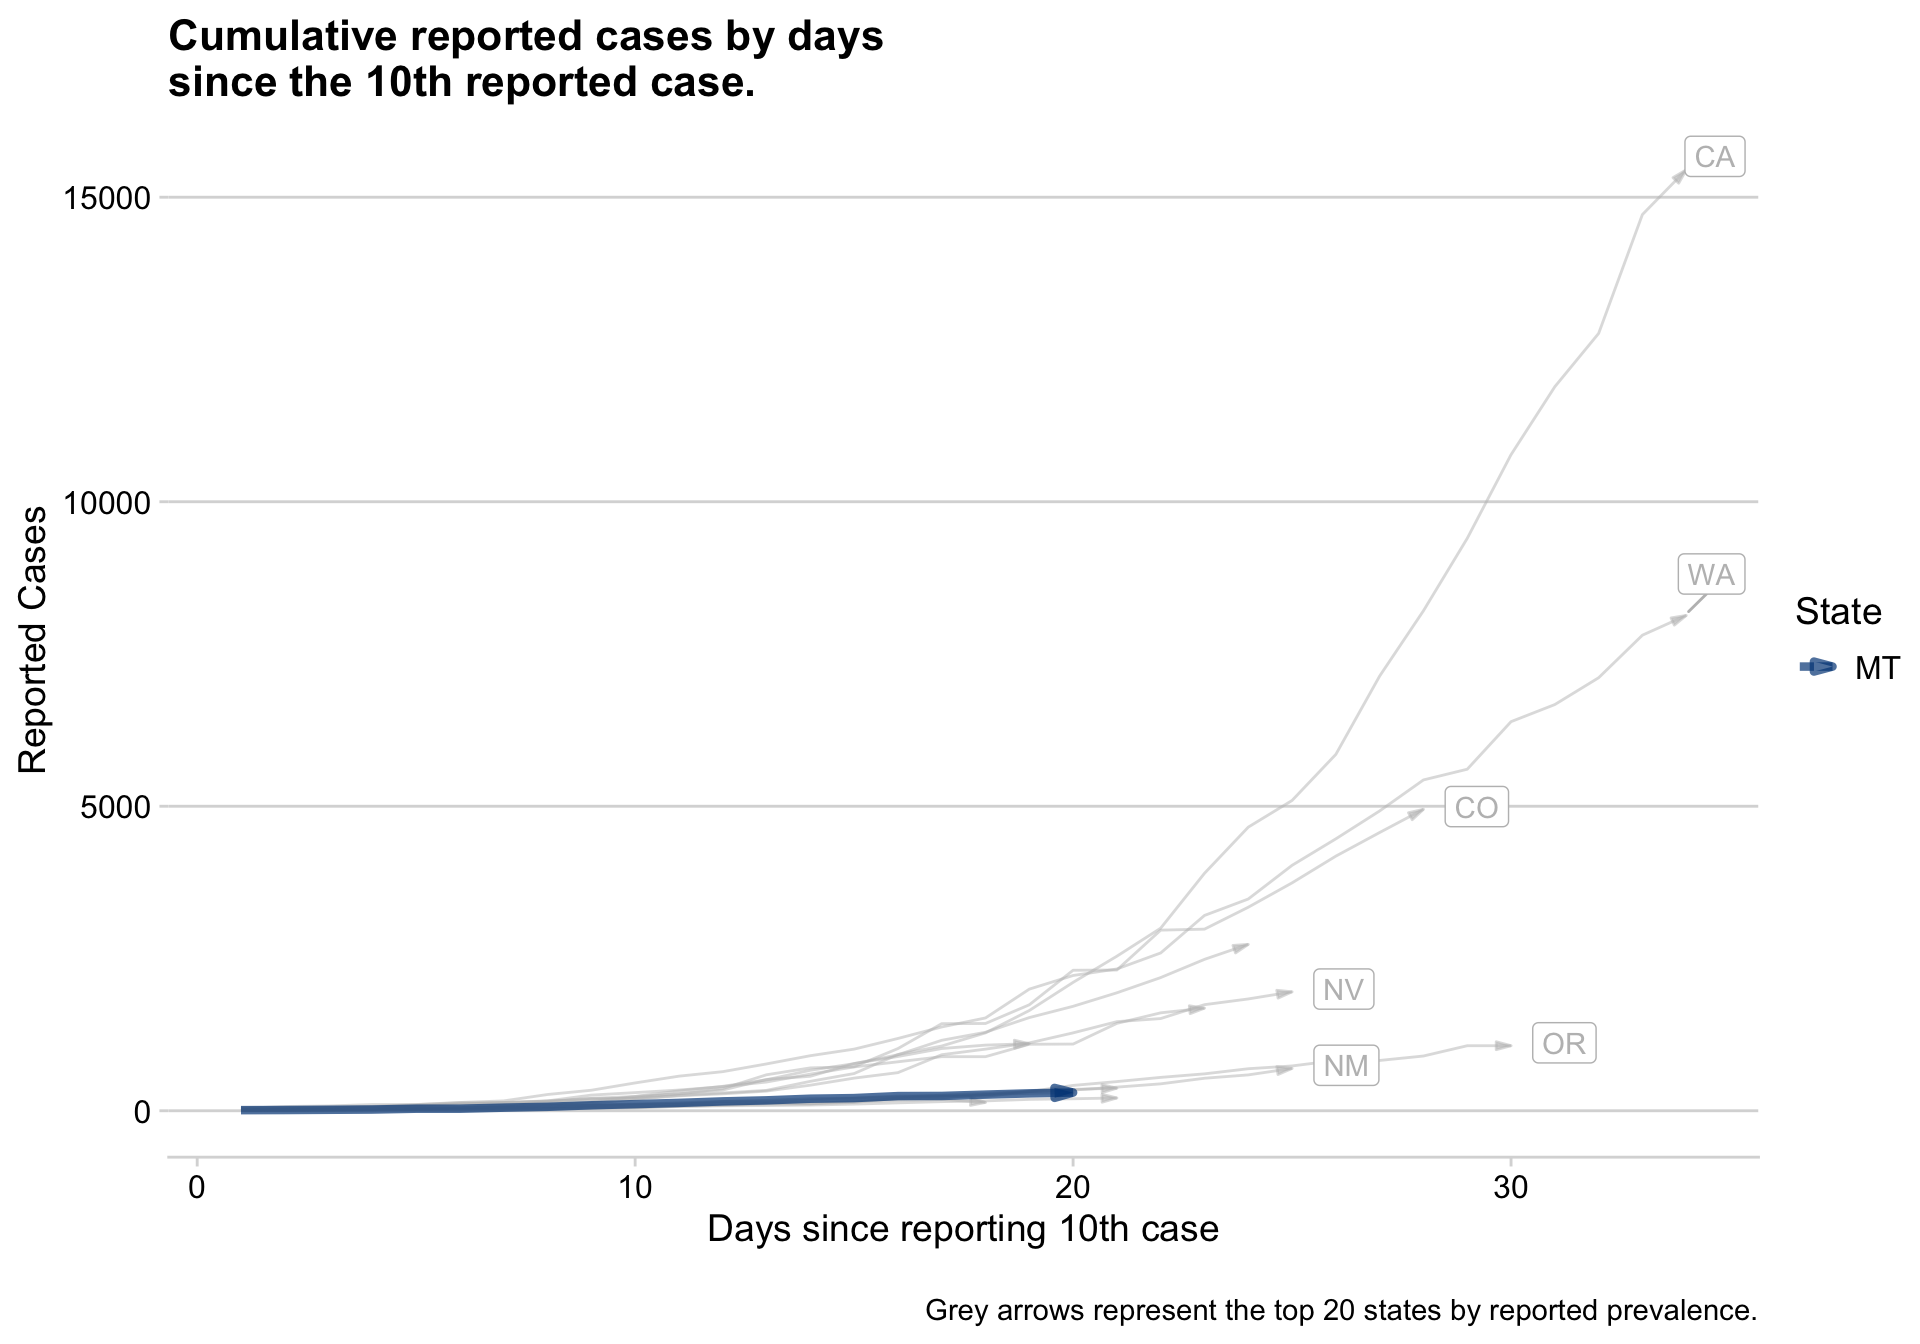 Cumulative reported cases by days
since the 10th reported case.
CA
15000
10000
WA
Reported Cases
State
MT
5000
CO
NV
OR
NM
0
0 10 20 30
Days since reporting 10th case
Grey arrows represent the top 20 states by reported prevalence.